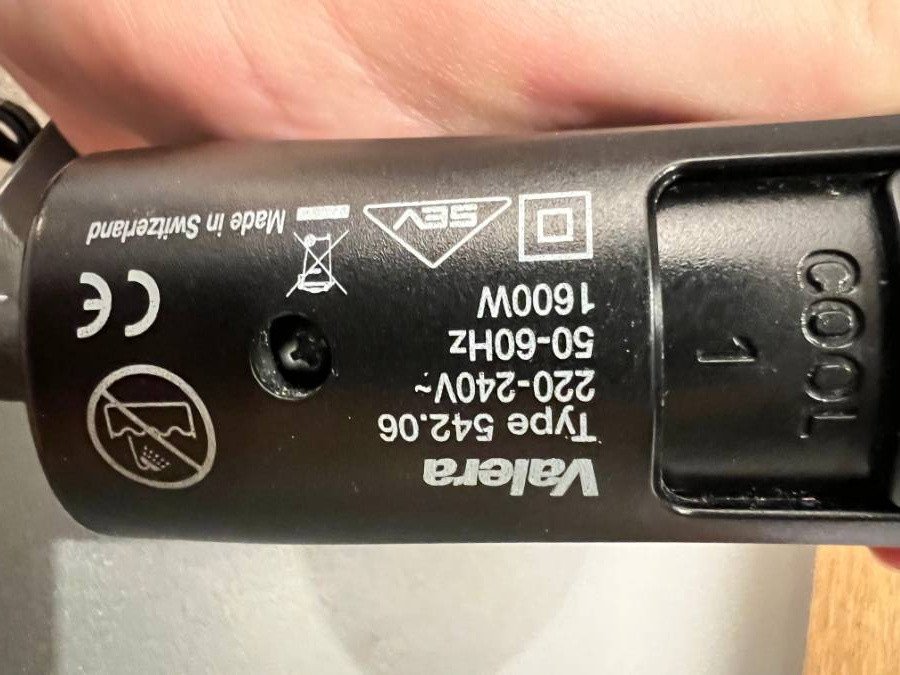 Valera
Type 542.06
220-240V~
50-60Hz
1600W
SEV
CE
Made in Switzerland
COOL
1